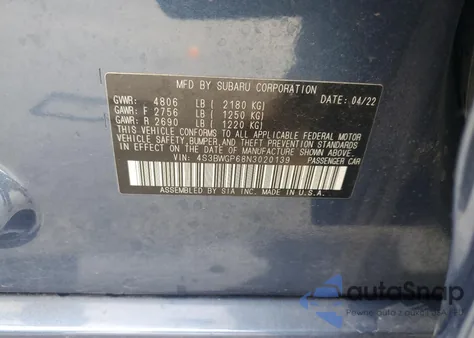 MFD BY SUBARU CORPORATION DATE: 04/22
GVWR: 4806 LB ( 2180 KG)
GAWR: F 2756 LB ( 1250 KG)
GAWR: R 2690 LB ( 1220 KG)
THIS VEHICLE CONFORMS TO ALL APPLICABLE FEDERAL MOTOR
VEHICLE SAFETY, BUMPER, AND THEFT PREVENTION STANDARDS
IN EFFECT ON THE DATE OF MANUFACTURE SHOWN ABOVE.
VIN: 4S3BWGP68N3020139 PASSENGER CAR
ASSEMBLED BY SIA INC. MADE IN U.S.A.
autoSnap
Pewne auto z aukcji